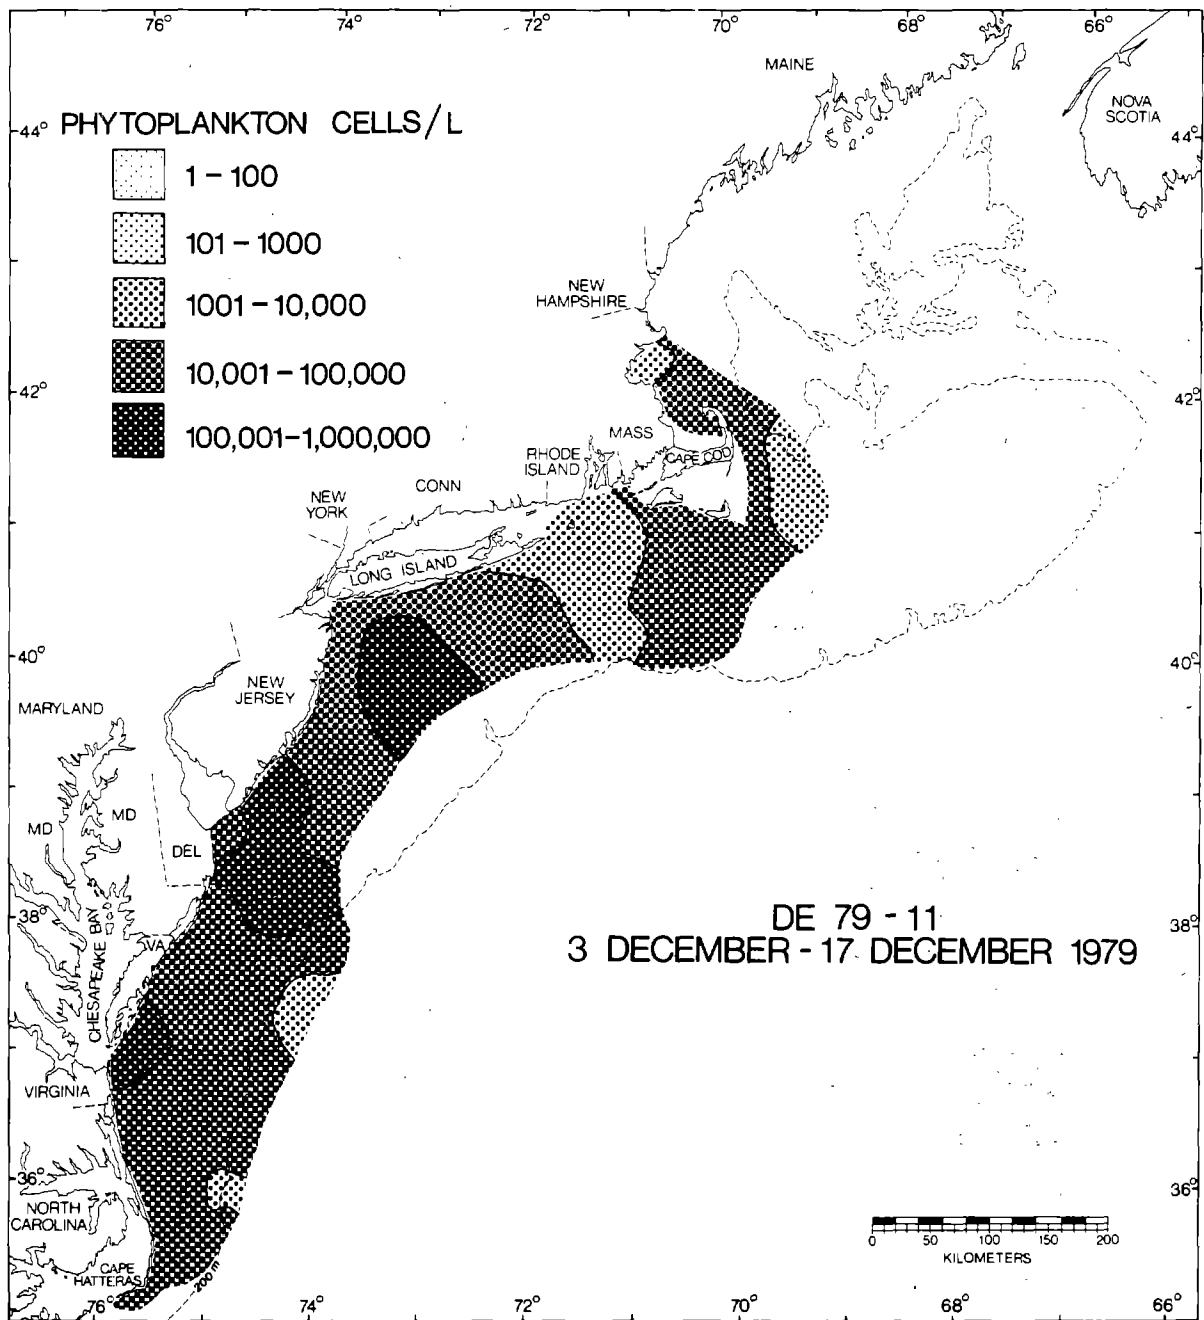 76° 74° 72° 70° 68° 66°
MAINE
NOVA
SCOTIA
44° 44°
PHYTOPLANKTON CELLS/L
1-100
101-1000
1001-10,000
10,001-100,000
100,001-1,000,000
NEW
HAMPSHIRE
42° 42°
MASS
RHODE
ISLAND
CAPE COD
CONN
NEW
YORK
LONG ISLAND
40° 40°
NEW
JERSEY
MARYLAND
MD
MD
DEL
38° 38°
CHESAPEAKE BAY
VA
DE 79-11
3 DECEMBER-17 DECEMBER 1979
VIRGINIA
36° 36°
NORTH
CAROLINA
CAPE
HATTERAS
200 m
0 50 100 150 200
KILOMETERS
76° 74° 72° 70° 68° 66°